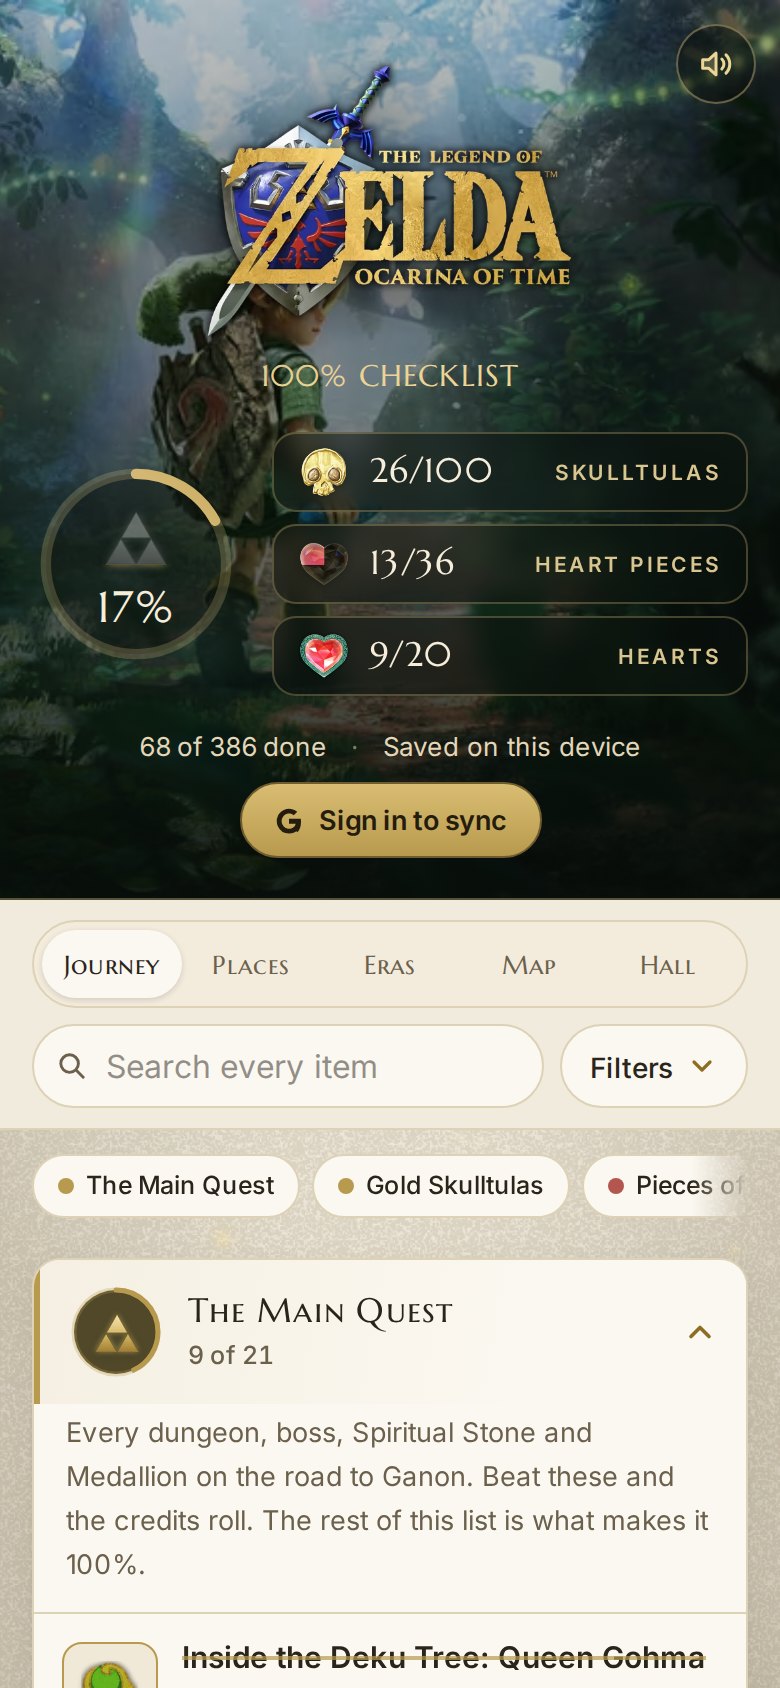 THE LEGEND OF
ZELDA™
OCARINA OF TIME
100% CHECKLIST
26/100 SKULLTULAS
13/36 HEART PIECES
9/20 HEARTS
17%
68 of 386 done · Saved on this device
G Sign in to sync
Journey Places Eras Map Hall
Search every item Filters
The Main Quest Gold Skulltulas Pieces of
The Main Quest
9 of 21
Every dungeon, boss, Spiritual Stone and
Medallion on the road to Ganon. Beat these and
the credits roll. The rest of this list is what makes it
100%.
Inside the Deku Tree: Queen Gohma